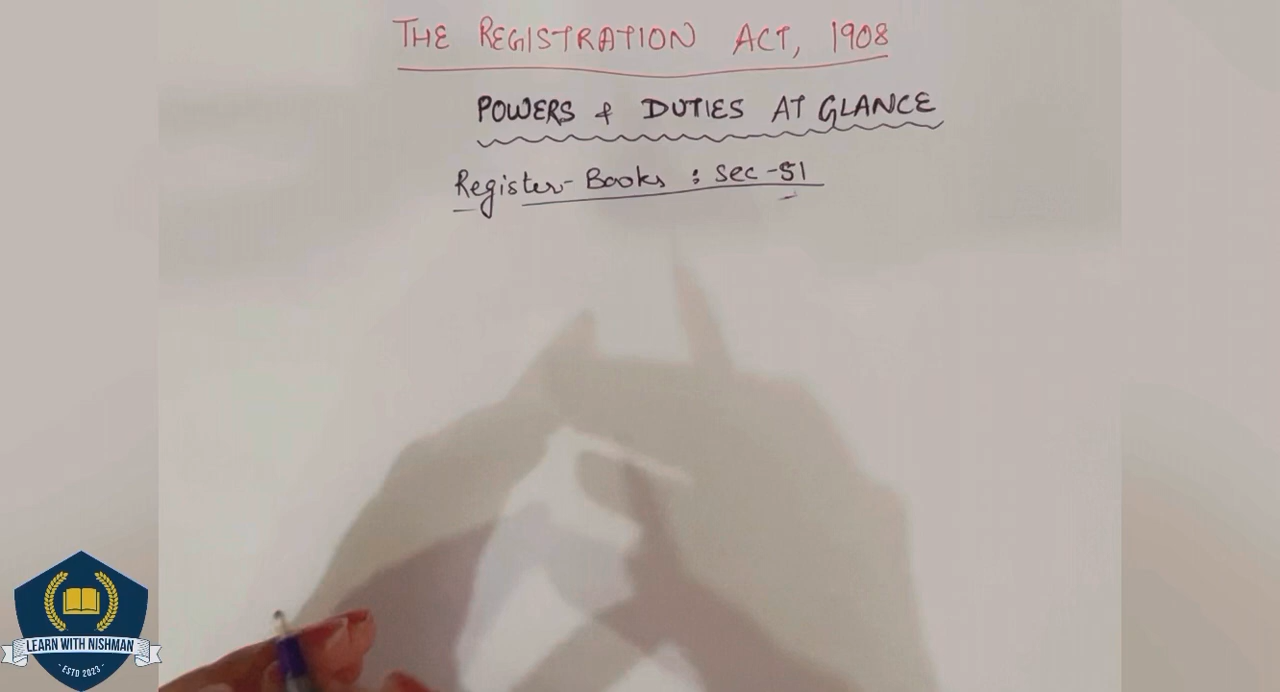 THE REGISTRATION ACT, 1908
POWERS & DUTIES AT GLANCE
Register-Books : Sec-51
LEARN WITH NISHMAN
- ESTD 2023 -